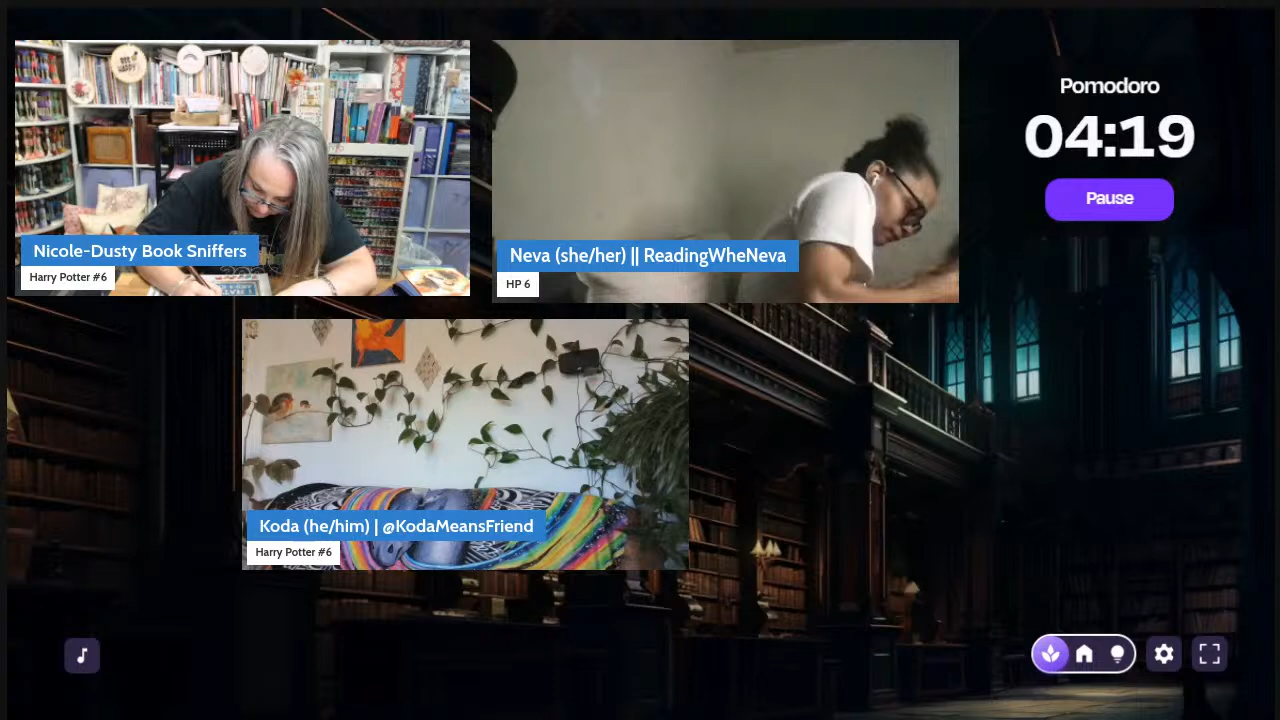 Pomodoro
04:19
Pause
Nicole-Dusty Book Sniffers
Harry Potter #6
Neva (she/her) || ReadingWheNeva
HP 6
Koda (he/him) | @KodaMeansFriend
Harry Potter #6